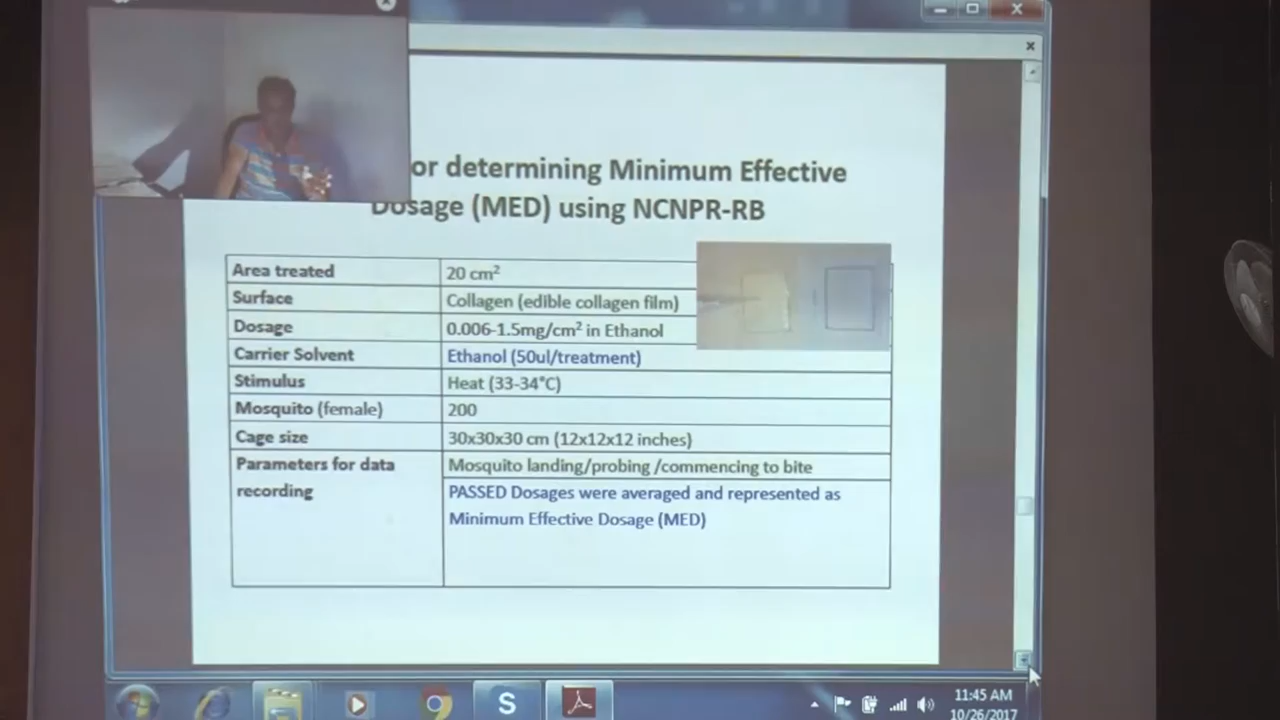 or determining Minimum Effective
Dosage (MED) using NCNPR-RB
Area treated 20 cm²
Surface Collagen (edible collagen film)
Dosage 0.006-1.5mg/cm² in Ethanol
Carrier Solvent Ethanol (50ul/treatment)
Stimulus Heat (33-34°C)
Mosquito (female) 200
Cage size 30x30x30 cm (12x12x12 inches)
Parameters for data Mosquito landing/probing /commencing to bite
recording PASSED Dosages were averaged and represented as
Minimum Effective Dosage (MED)
11:45 AM
10/26/2017